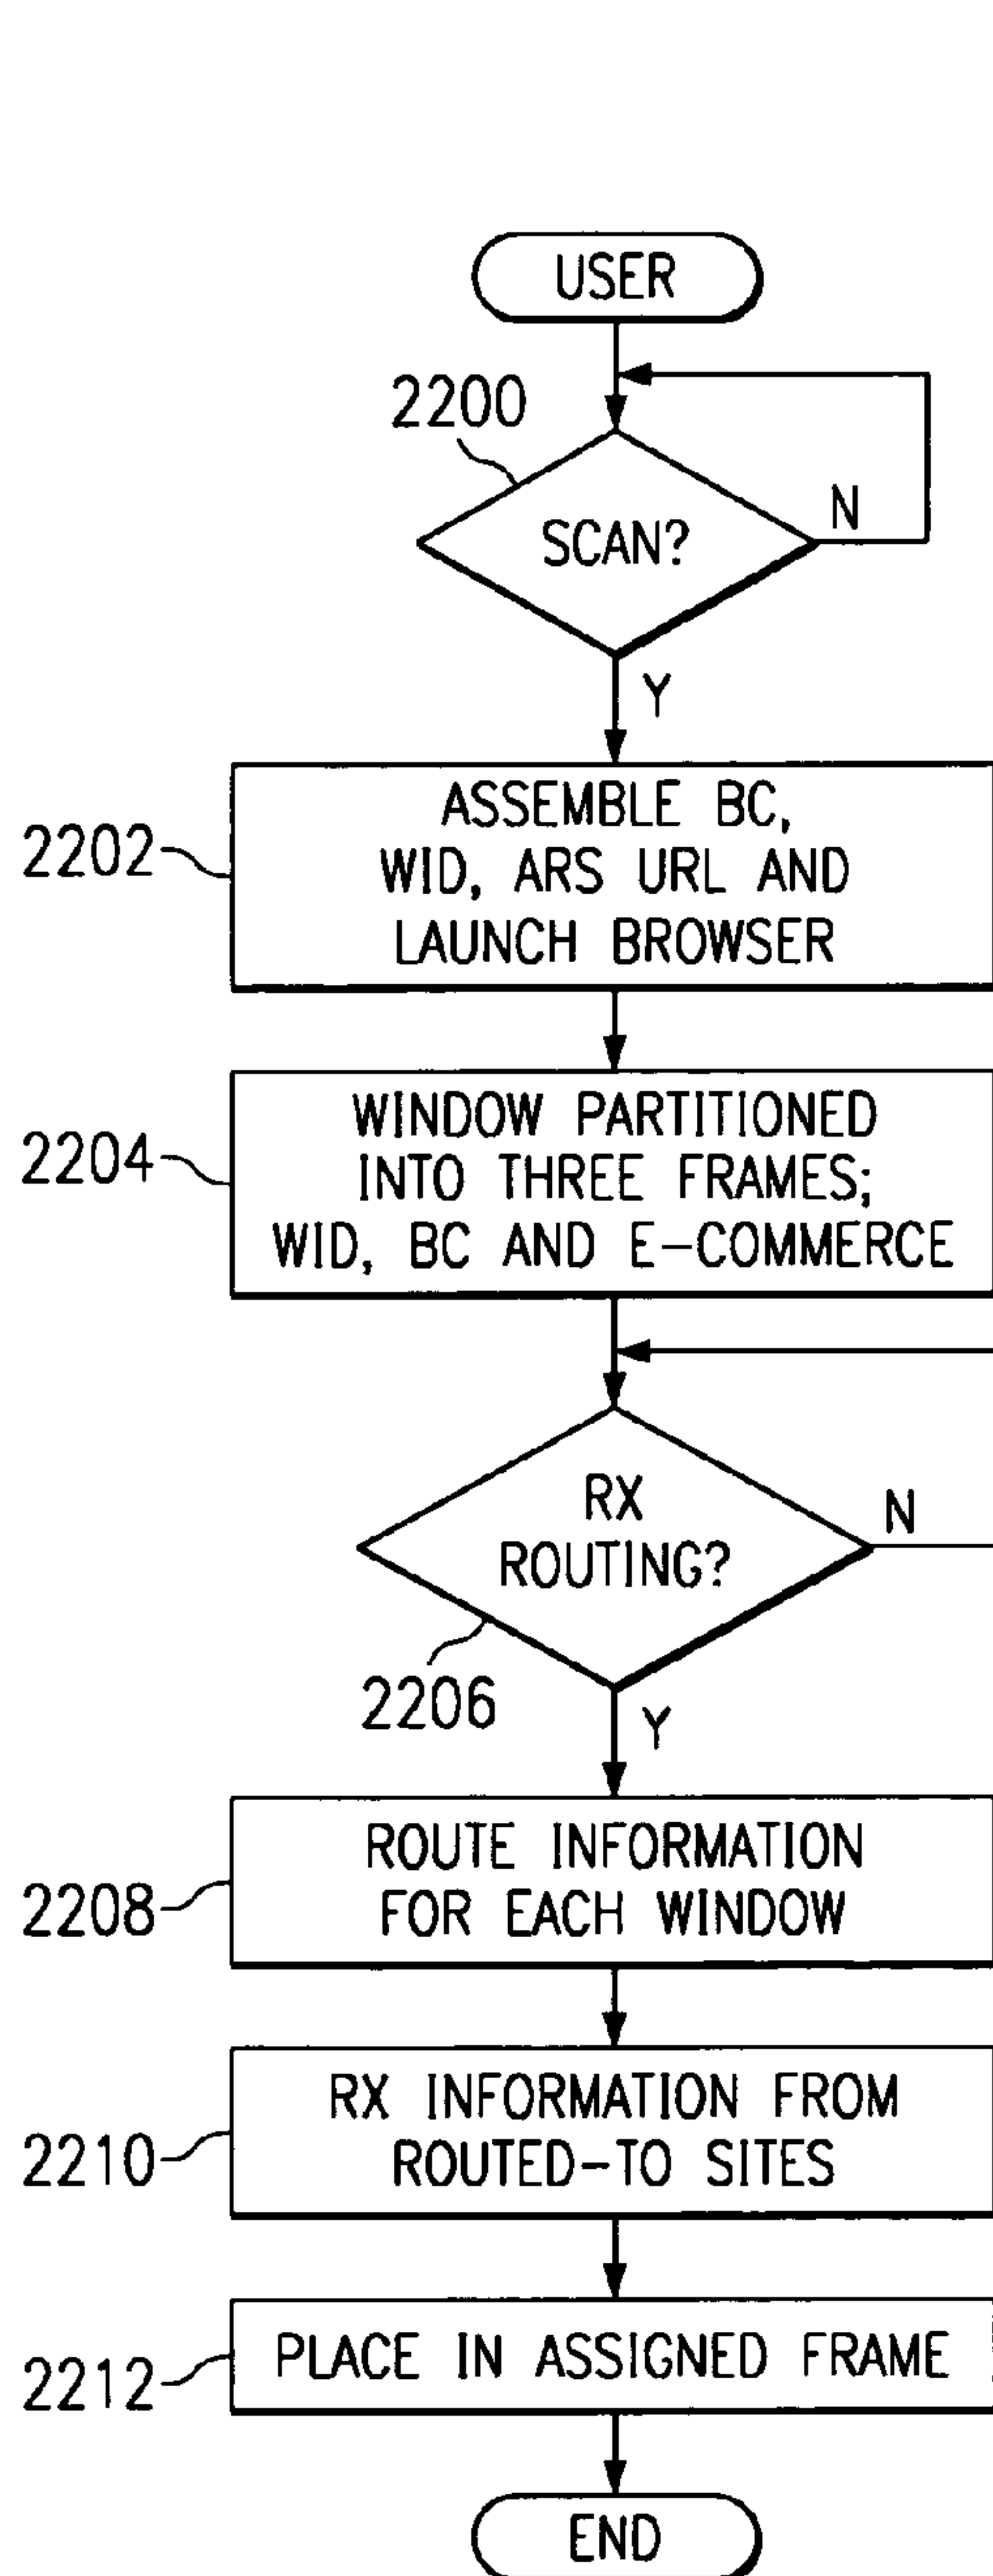 USER
2200
SCAN?
N
Y
2202
ASSEMBLE BC,
WID, ARS URL AND
LAUNCH BROWSER
2204
WINDOW PARTITIONED
INTO THREE FRAMES;
WID, BC AND E-COMMERCE
RX
ROUTING?
N
2206
Y
2208
ROUTE INFORMATION
FOR EACH WINDOW
2210
RX INFORMATION FROM
ROUTED-TO SITES
2212
PLACE IN ASSIGNED FRAME
END